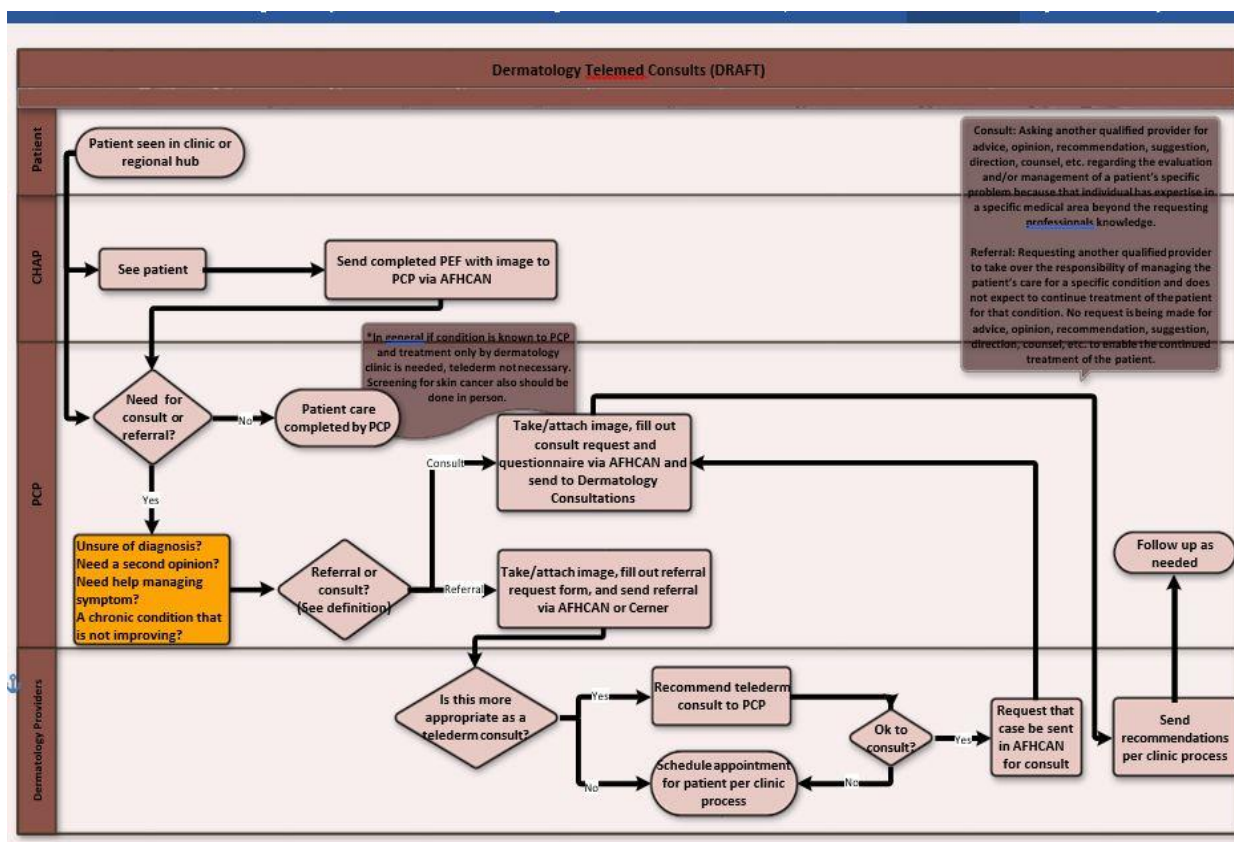 Dermatology Telemed Consults (DRAFT)
Patient
Patient seen in clinic or
regional hub
Consult: Asking another qualified provider for
advice, opinion, recommendation, suggestion,
direction, counsel, etc. regarding the evaluation
and/or management of a patient's specific
problem because that individual has expertise in
a specific medical area beyond the requesting
professionals knowledge.
Referral: Requesting another qualified provider
to take over the responsibility of managing the
patient's care for a specific condition and does
not expect to continue treatment of the patient
for that condition. No request is being made for
advice, opinion, recommendation, suggestion,
direction, counsel, etc. to enable the continued
treatment of the patient.
CHAP
See patient
Send completed PEF with image to
PCP via AFHCAN
PCP
*In general if condition is known to PCP
and treatment only by dermatology
clinic is needed, telederm not necessary.
Screening for skin cancer also should be
done in person.
Need for
consult or
referral?
No
Patient care
completed by PCP
Yes
Take/attach image, fill out
consult request and
questionnaire via AFHCAN and
send to Dermatology
Consultations
Consult
Unsure of diagnosis?
Need a second opinion?
Need help managing
symptom?
A chronic condition that
is not improving?
Referral or
consult?
(See definition)
Referral
Take/attach image, fill out referral
request form, and send referral
via AFHCAN or Cerner
Follow up as
needed
Dermatology Providers
Is this more
appropriate as a
telederm consult?
Yes
Recommend telederm
consult to PCP
No
Schedule appointment
for patient per clinic
process
Ok to
consult?
No
Yes
Request that
case be sent
in AFHCAN
for consult
Send
recommendations
per clinic process